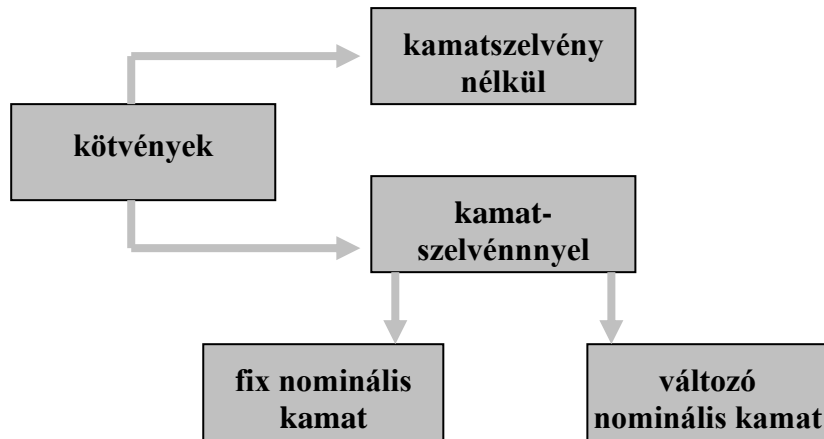 kamatszelvény
nélkül
kötvények
kamat-
szelvénnnyel
fix nominális
kamat
változó
nominális kamat